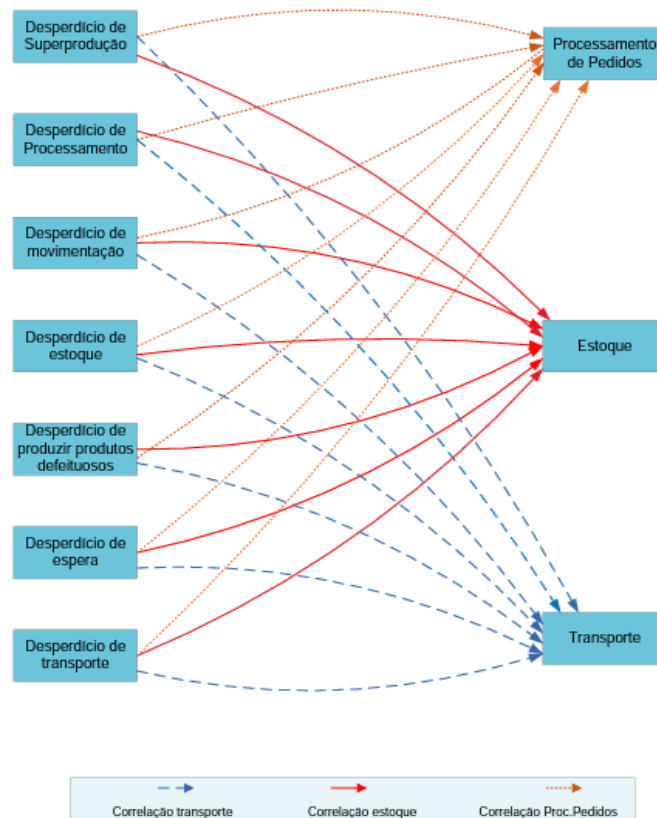 Desperdício de
Superprodução
Processamento
de Pedidos
Desperdício de
Processamento
Desperdício de
movimentação
Desperdício de
estoque
Estoque
Desperdício de
produzir produtos
defeituosos
Desperdício de
espera
Desperdício de
transporte
Transporte
Correlação transporte
Correlação estoque
Correlação Proc.Pedidos